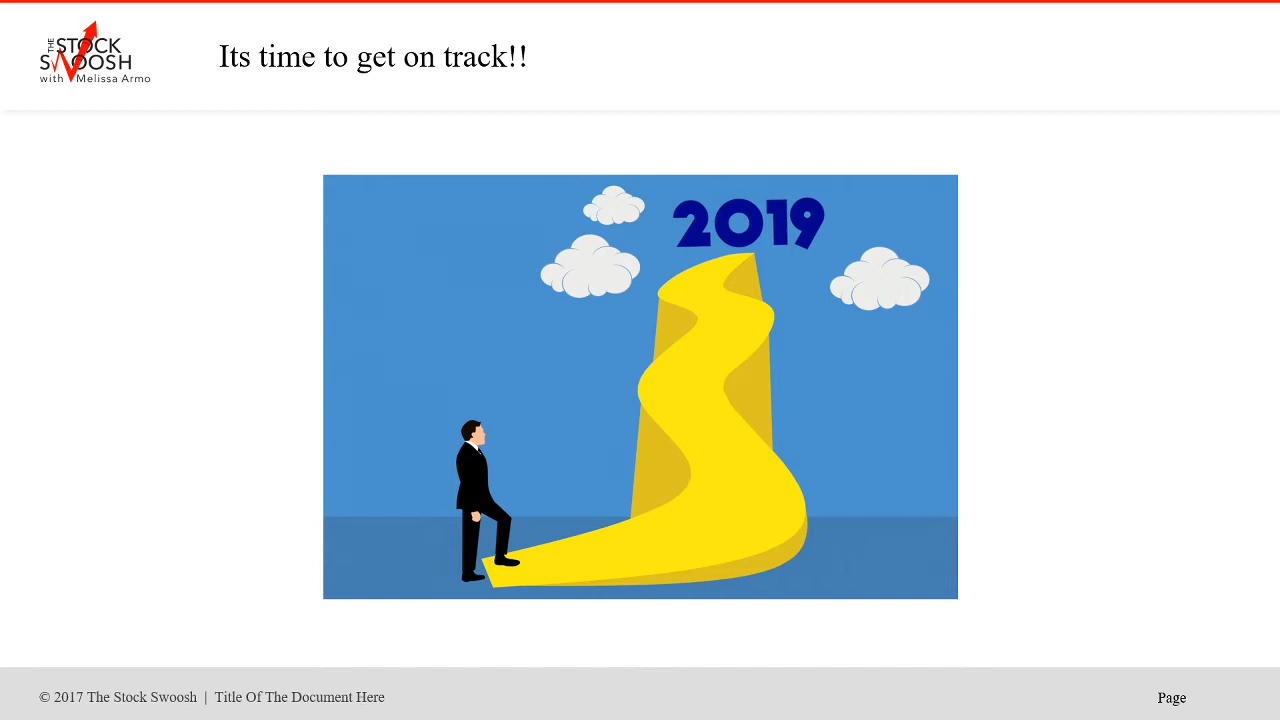 THE STOCK
SWOOSH
with Melissa Armo
Its time to get on track!!
2019
© 2017 The Stock Swoosh | Title Of The Document Here
Page